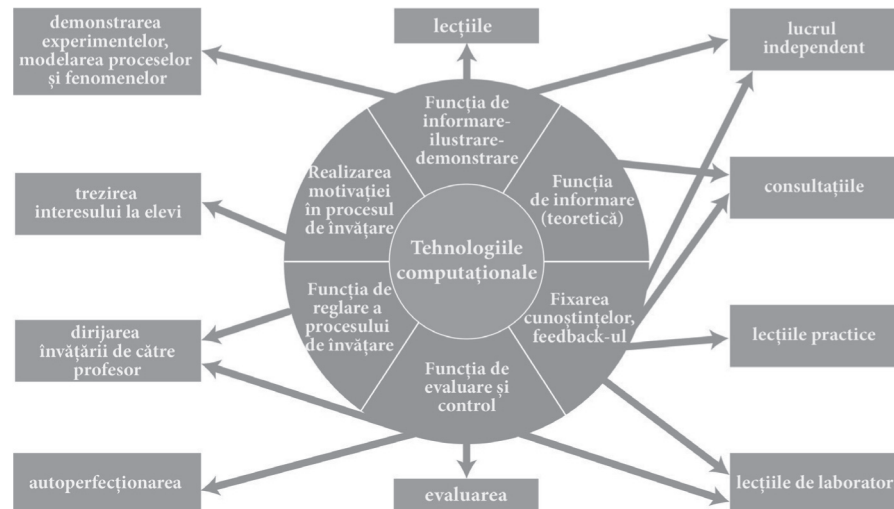 demonstrarea
experimentelor,
modelarea proceselor
și fenomenelor
lecțiile
lucrul
independent
Funcția de
informare-
ilustrare-
demonstrare
Realizarea
motivației
în procesul
de învățare
Funcția
de informare
(teoretică)
trezirea
interesului la elevi
consultațiile
Tehnologiile
computaționale
Funcția de
reglare a
procesului
de învățare
Fixarea
cunoștințelor,
feedback-ul
dirijarea
învățării de către
profesor
lecțiile practice
Funcția de
evaluare și
control
autoperfecționarea
evaluarea
lecțiile de laborator